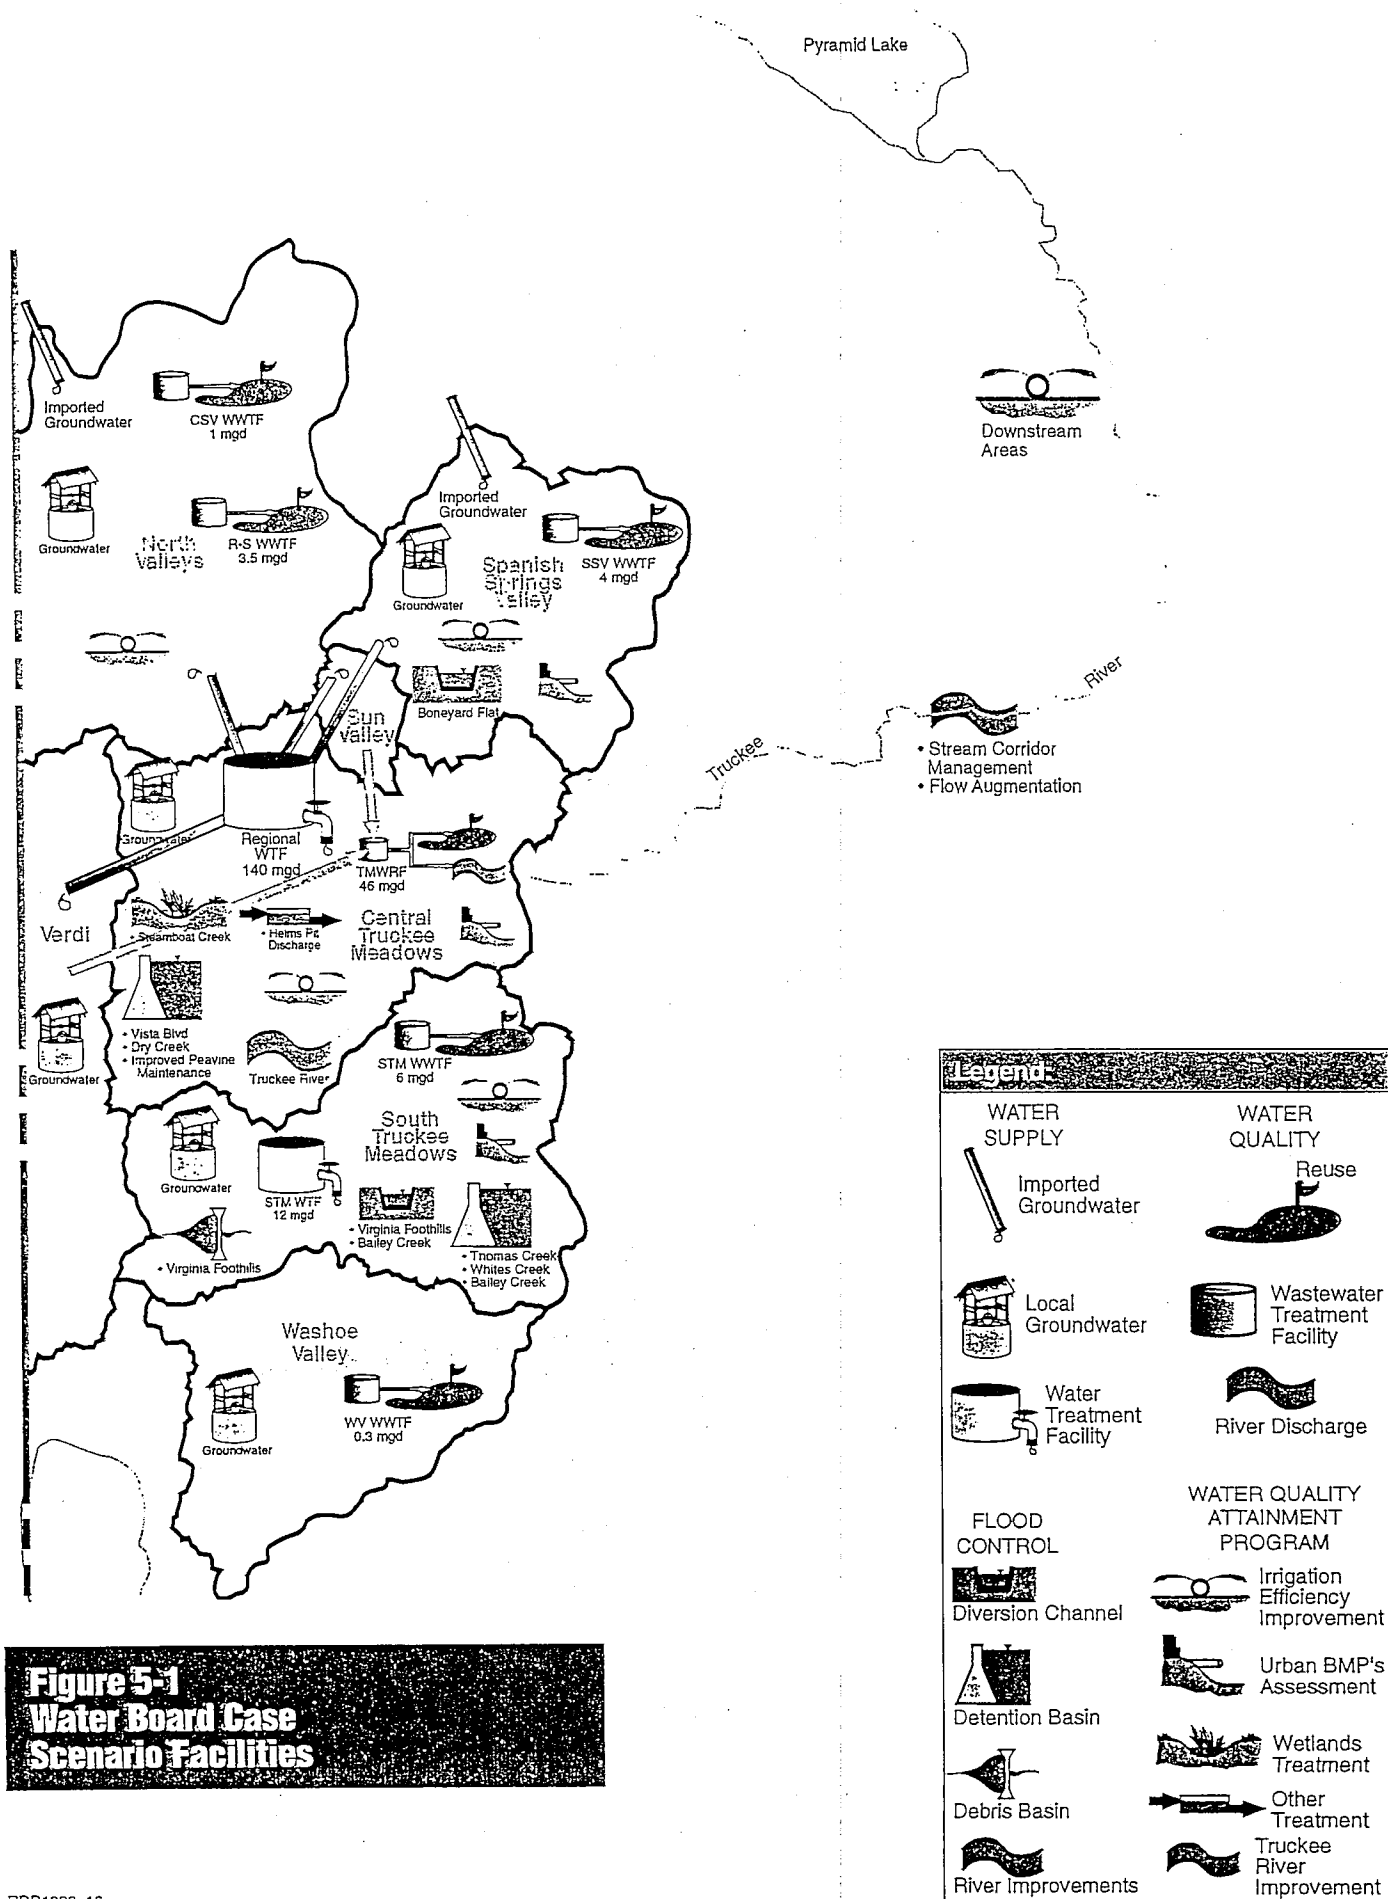 Pyramid Lake
Imported
Groundwater
CSV WWTF
1 mgd
Downstream
Areas
Imported
Groundwater
Groundwater
North
Valleys
R-S WWTF
3.5 mgd
Spanish
Springs
Valley
SSV WWTF
4 mgd
Groundwater
Boneyard Flat
Sun
Valley
River
Truckee
• Stream Corridor
Management
• Flow Augmentation
Groundwater
Regional
WTF
140 mgd
TMWRF
46 mgd
Verdi
• Steamboat Creek
• Helms Pit
Discharge
Central
Truckee
Meadows
• Vista Blvd
• Dry Creek
• Improved Peavine
Maintenance
Truckee River
Groundwater
STM WWTF
6 mgd
South
Truckee
Meadows
Groundwater
STM WTF
12 mgd
• Virginia Foothills
• Bailey Creek
• Virginia Foothills
• Thomas Creek
• Whites Creek
• Bailey Creek
Washoe
Valley
Groundwater
WV WWTF
0.3 mgd
Legend
WATER
SUPPLY
Imported
Groundwater
Local
Groundwater
Water
Treatment
Facility
WATER
QUALITY
Reuse
Wastewater
Treatment
Facility
River Discharge
FLOOD
CONTROL
Diversion Channel
Detention Basin
Debris Basin
River Improvements
WATER QUALITY
ATTAINMENT
PROGRAM
Irrigation
Efficiency
Improvement
Urban BMP's
Assessment
Wetlands
Treatment
Other
Treatment
Truckee
River
Improvement
Figure 5-1
Water Board Case
Scenario Facilities